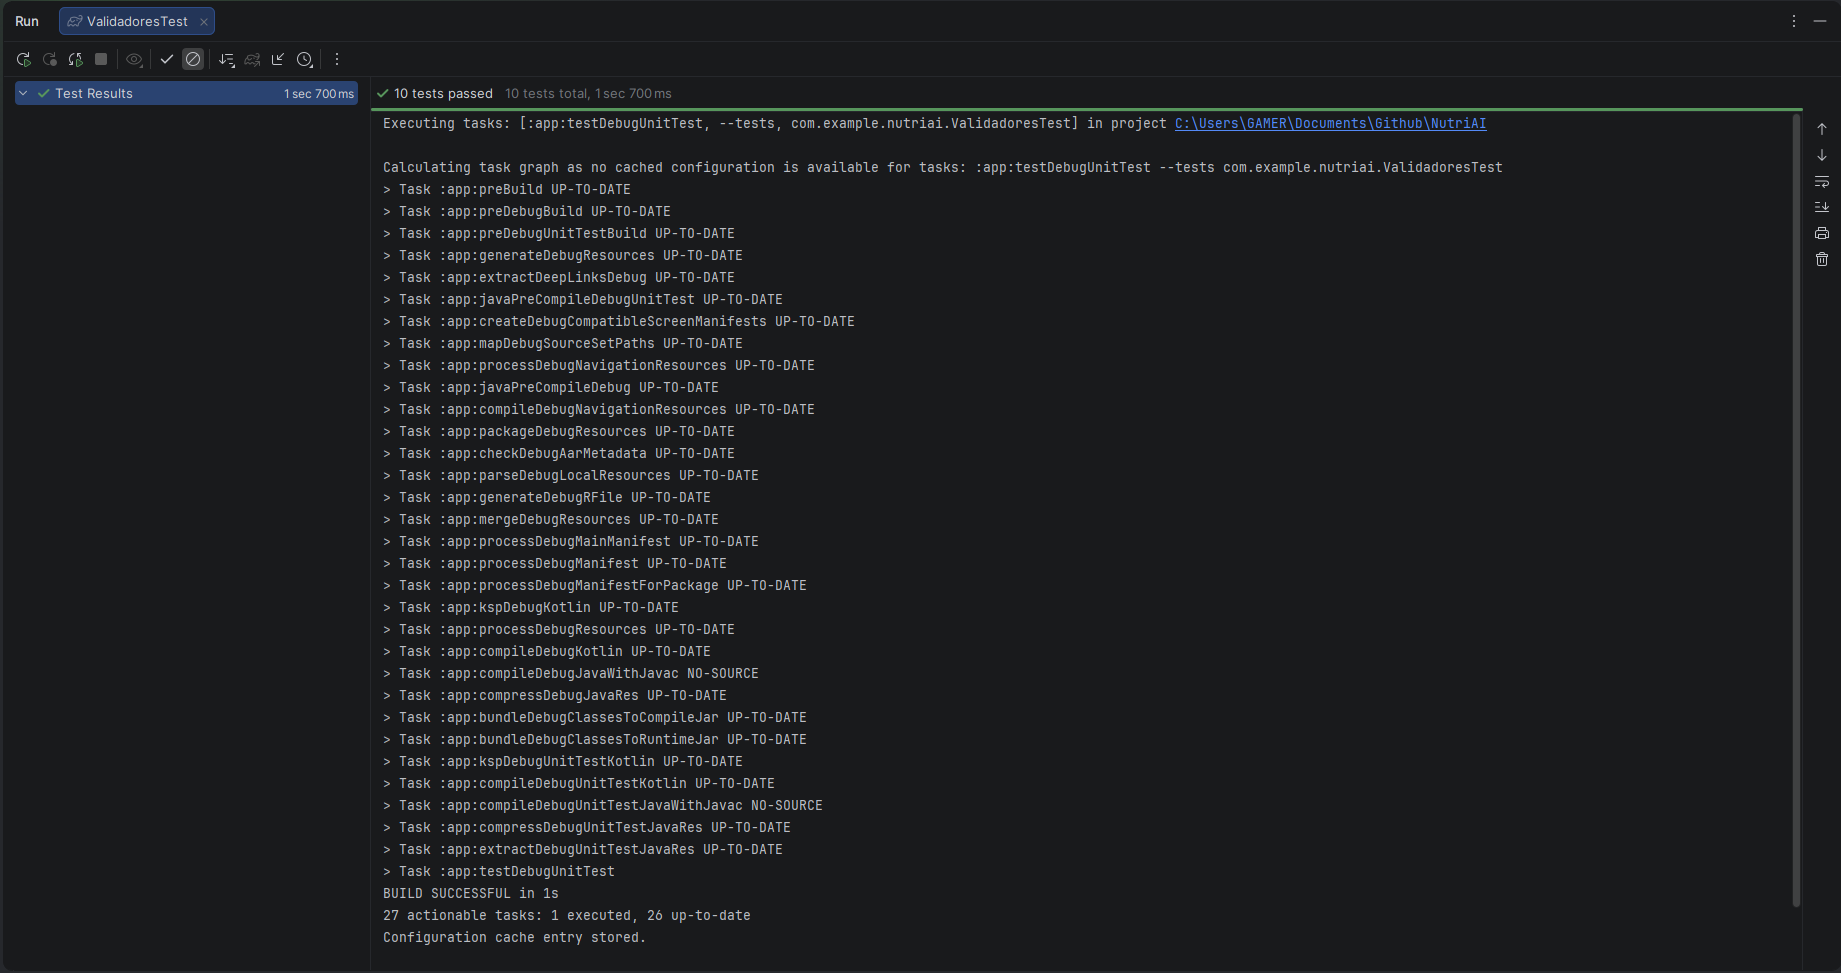 Run ValidadoresTest
Test Results 1 sec 700 ms
10 tests passed 10 tests total, 1 sec 700 ms
Executing tasks: [:app:testDebugUnitTest, --tests, com.example.nutriai.ValidadoresTest] in project C:\Users\GAMER\Documents\Github\NutriAI
Calculating task graph as no cached configuration is available for tasks: :app:testDebugUnitTest --tests com.example.nutriai.ValidadoresTest
> Task :app:preBuild UP-TO-DATE
> Task :app:preDebugBuild UP-TO-DATE
> Task :app:preDebugUnitTestBuild UP-TO-DATE
> Task :app:generateDebugResources UP-TO-DATE
> Task :app:extractDeepLinksDebug UP-TO-DATE
> Task :app:javaPreCompileDebugUnitTest UP-TO-DATE
> Task :app:createDebugCompatibleScreenManifests UP-TO-DATE
> Task :app:mapDebugSourceSetPaths UP-TO-DATE
> Task :app:processDebugNavigationResources UP-TO-DATE
> Task :app:javaPreCompileDebug UP-TO-DATE
> Task :app:compileDebugNavigationResources UP-TO-DATE
> Task :app:packageDebugResources UP-TO-DATE
> Task :app:checkDebugAarMetadata UP-TO-DATE
> Task :app:parseDebugLocalResources UP-TO-DATE
> Task :app:generateDebugRFile UP-TO-DATE
> Task :app:mergeDebugResources UP-TO-DATE
> Task :app:processDebugMainManifest UP-TO-DATE
> Task :app:processDebugManifest UP-TO-DATE
> Task :app:processDebugManifestForPackage UP-TO-DATE
> Task :app:kspDebugKotlin UP-TO-DATE
> Task :app:processDebugResources UP-TO-DATE
> Task :app:compileDebugKotlin UP-TO-DATE
> Task :app:compileDebugJavaWithJavac NO-SOURCE
> Task :app:compressDebugJavaRes UP-TO-DATE
> Task :app:bundleDebugClassesToCompileJar UP-TO-DATE
> Task :app:bundleDebugClassesToRuntimeJar UP-TO-DATE
> Task :app:kspDebugUnitTestKotlin UP-TO-DATE
> Task :app:compileDebugUnitTestKotlin UP-TO-DATE
> Task :app:compileDebugUnitTestJavaWithJavac NO-SOURCE
> Task :app:compressDebugUnitTestJavaRes UP-TO-DATE
> Task :app:extractDebugUnitTestJavaRes UP-TO-DATE
> Task :app:testDebugUnitTest
BUILD SUCCESSFUL in 1s
27 actionable tasks: 1 executed, 26 up-to-date
Configuration cache entry stored.